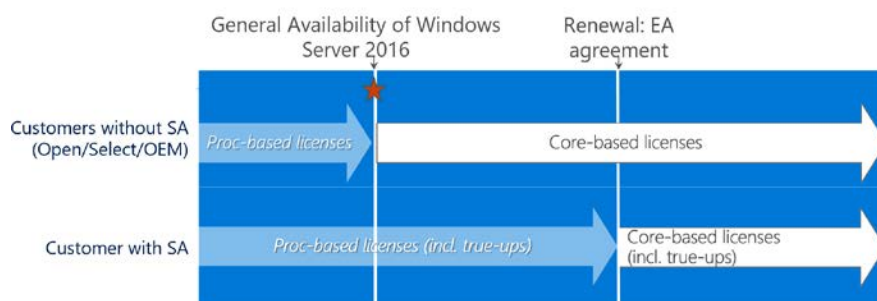 General Availability of Windows
Server 2016
Renewal: EA
agreement
Customers without SA
(Open/Select/OEM)
Proc-based licenses
Core-based licenses
Customer with SA
Proc-based licenses (incl. true-ups)
Core-based licenses
(incl. true-ups)